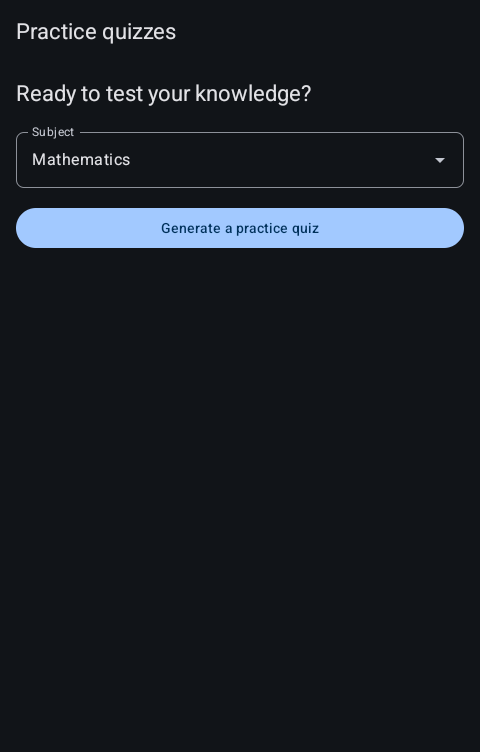 Practice quizzes
Ready to test your knowledge?
Subject
Mathematics
Generate a practice quiz